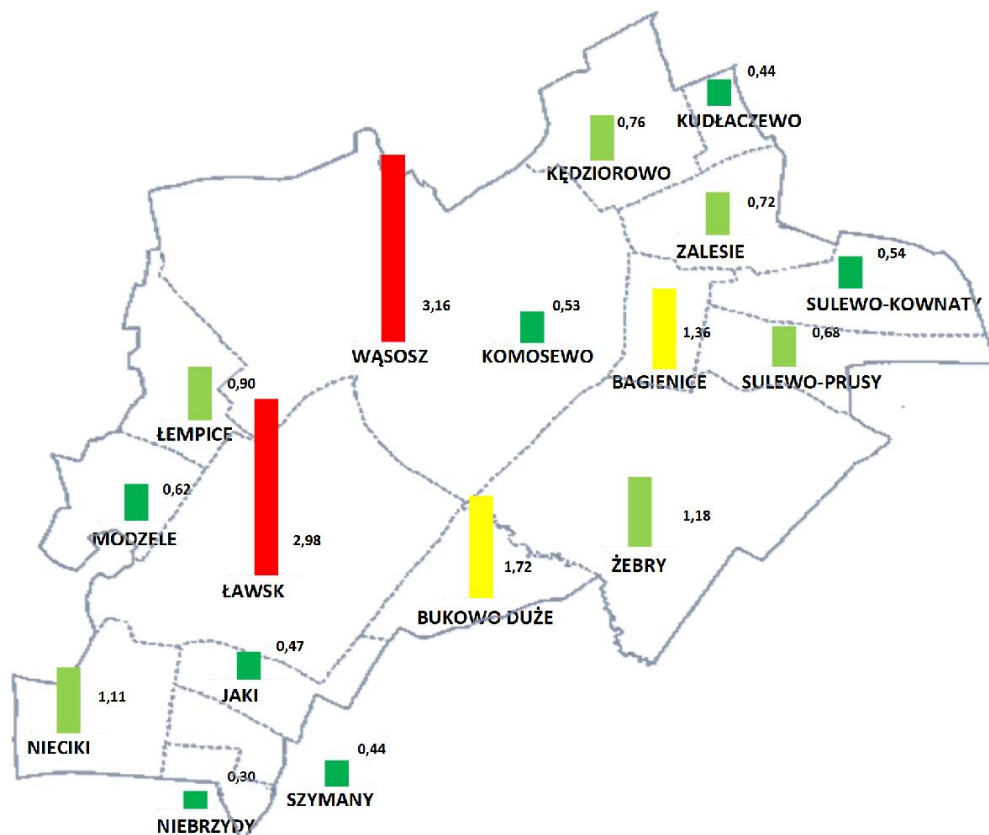 0,44
KUDŁACZEWO
0,76
KĘDZIOROWO
0,72
ZALESIE
0,54
SULEWO-KOWNATY
3,16
WĄSOSZ
0,53
KOMOSEWO
1,36
BAGIENICE
0,68
SULEWO-PRUSY
0,90
ŁEMPICE
0,62
MODZELE
2,98
ŁAWSK
1,72
BUKOWO DUŻE
1,18
ŻEBRY
0,47
JAKI
1,11
NIECIKI
0,44
SZYMANY
0,30
NIEBRZYDY